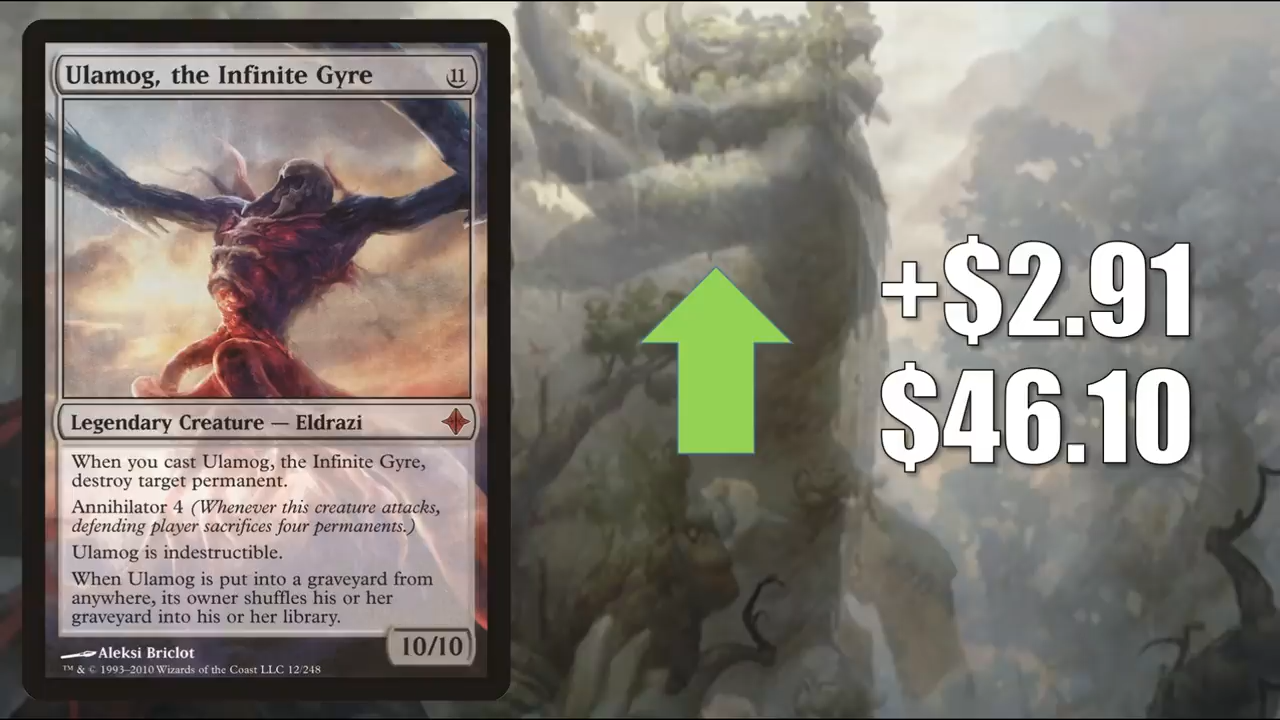 Ulamog, the Infinite Gyre 11
Legendary Creature — Eldrazi
When you cast Ulamog, the Infinite Gyre,
destroy target permanent.
Annihilator 4 (Whenever this creature attacks,
defending player sacrifices four permanents.)
Ulamog is indestructible.
When Ulamog is put into a graveyard from
anywhere, its owner shuffles his or her
graveyard into his or her library.
10/10
Aleksi Briclot
™ & © 1993–2010 Wizards of the Coast LLC 12/248
+$2.91
$46.10